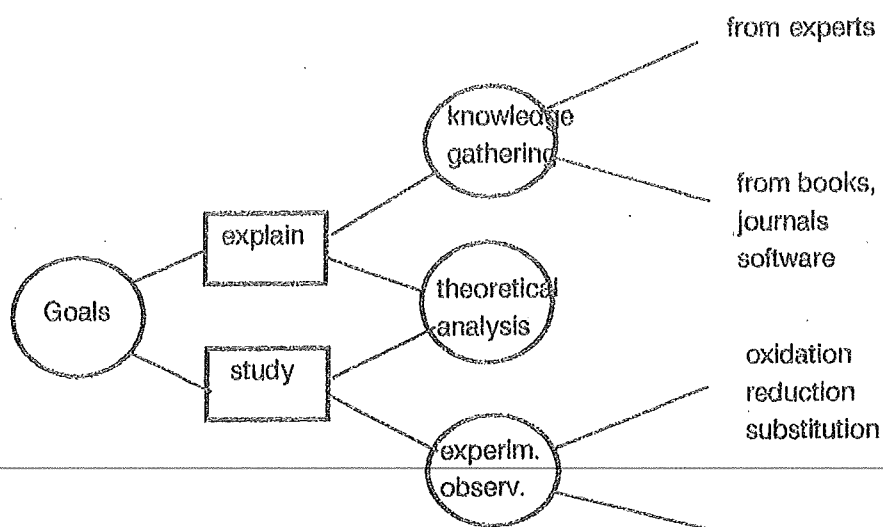 from experts
knowledge
gathering
from books,
journals
software
explain
theoretical
analysis
Goals
study
oxidation
reduction
substitution
experim.
observ.